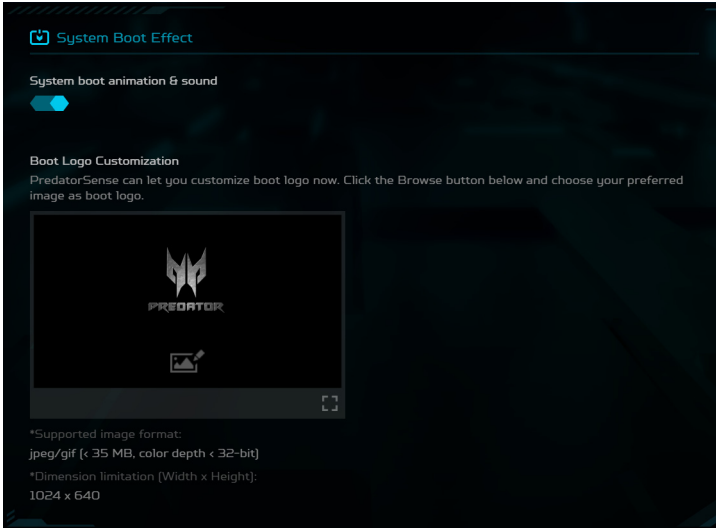 System Boot Effect
System boot animation & sound
Boot Logo Customization
PredatorSense can let you customize boot logo now. Click the Browse button below and choose your preferred
image as boot logo.
PREDATOR
*Supported image format:
jpeg/gif (< 35 MB, color depth < 32-bit)
*Dimension limitation (Width x Height):
1024 x 640